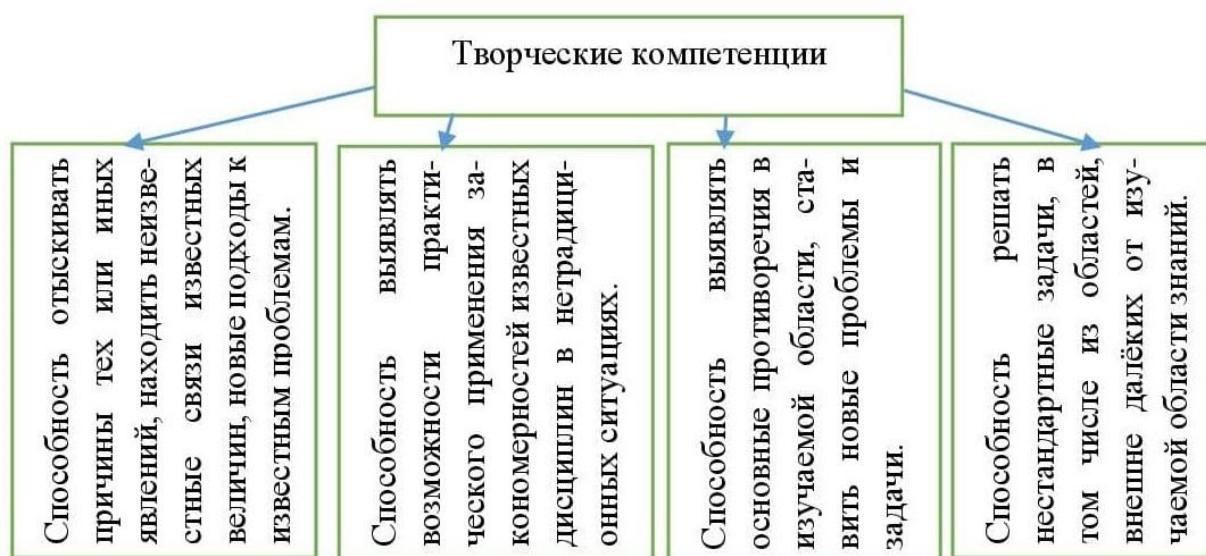 Творческие компетенции
Способность отыскивать
причины тех или иных
явлений, находить неизве-
стные связи известных
величин, новые подходы к
известным проблемам.
Способность выявлять
возможности практи-
ческого применения за-
кономерностей известных
дисциплин в нетрадици-
онных ситуациях.
Способность выявлять
основные противоречия в
изучаемой области, ста-
вить новые проблемы и
задачи.
Способность решать
нестандартные задачи, в
том числе из областей,
внешне далёких от изу-
чаемой области знаний.